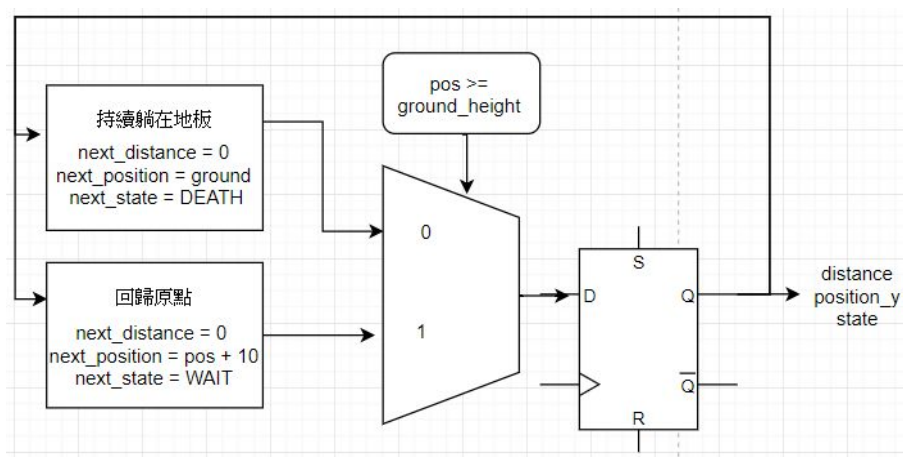 持續躺在地板
next_distance = 0
next_position = ground
next_state = DEATH
回歸原點
next_distance = 0
next_position = pos + 10
next_state = WAIT
pos >=
ground_height
0
1
S
D
Q
Q
R
distance
position_y
state